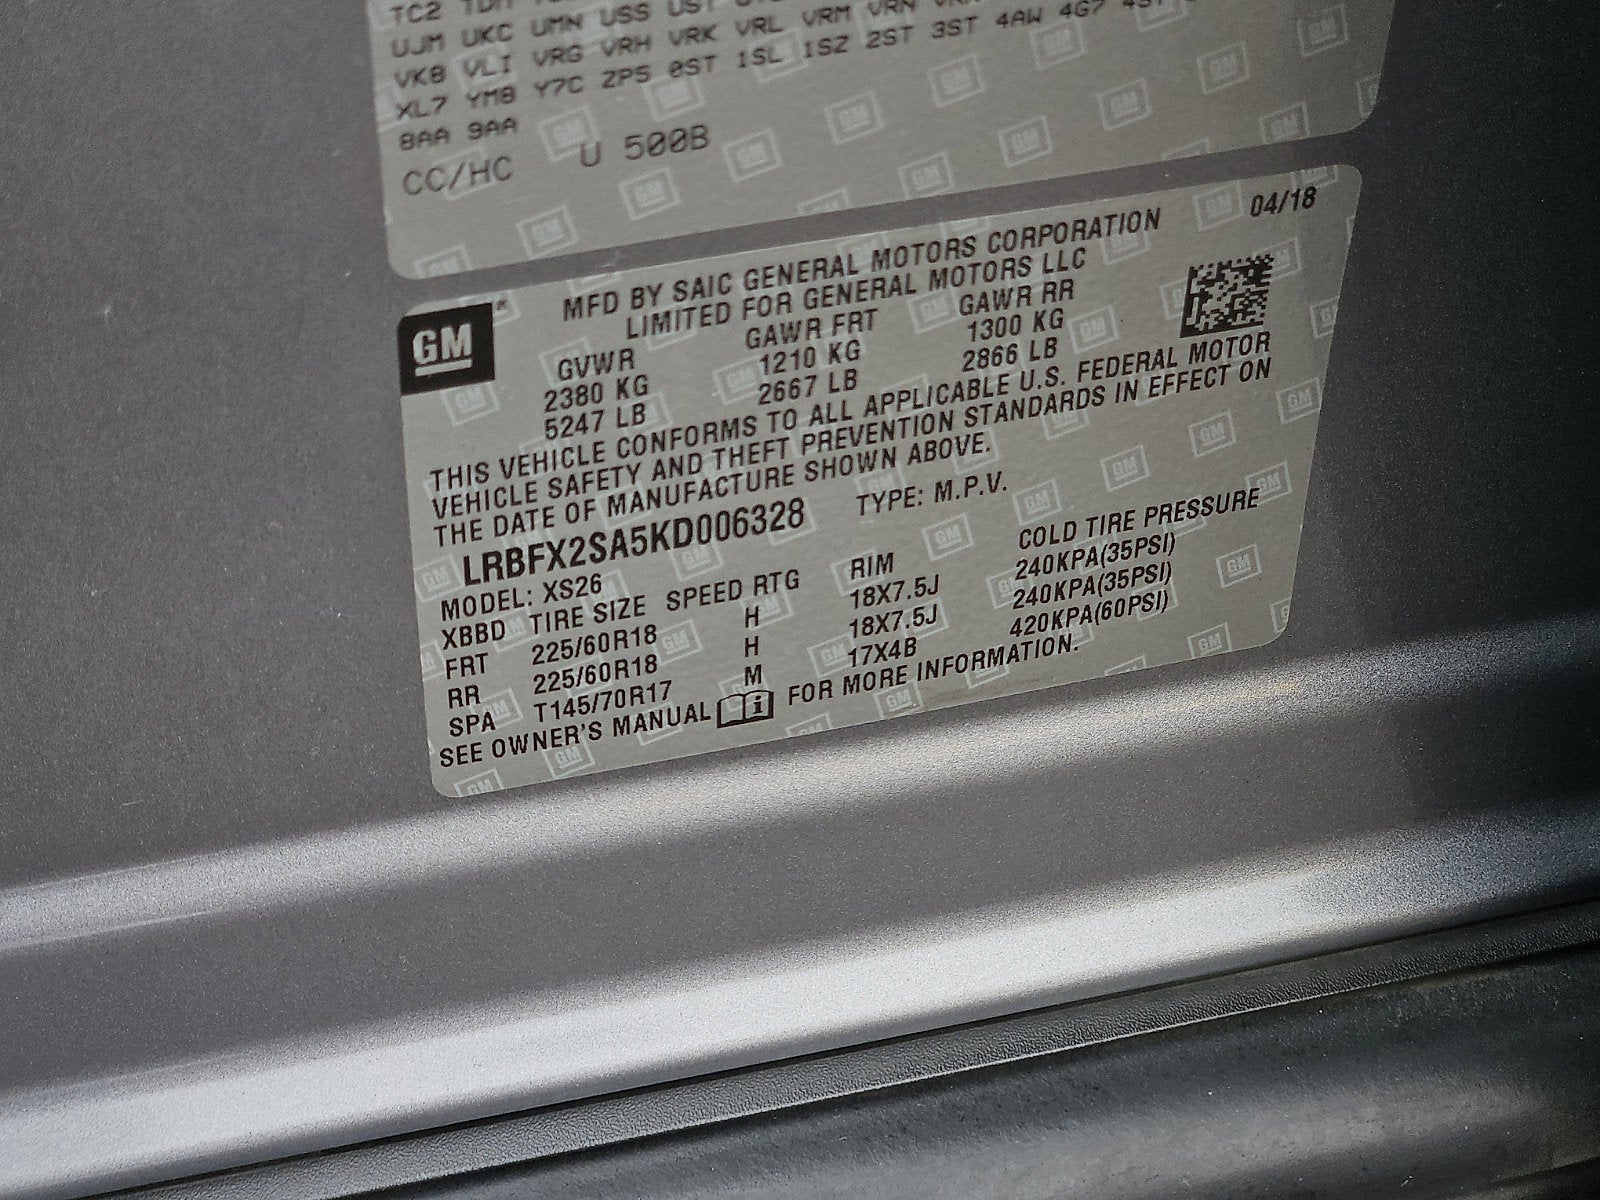 TC2
UJM UKC UMN USS UST
VK8 VLI VRG VRH VRK VRL VRM VRN
XL7 YM8 Y7C ZP5 0ST 1SL 1SZ 2ST 3ST 4AW 4G7
8AA 9AA
CC/HC U 500B
04/18
MFD BY SAIC GENERAL MOTORS CORPORATION
LIMITED FOR GENERAL MOTORS LLC
GM
GVWR GAWR FRT GAWR RR
2380 KG 1210 KG 1300 KG
5247 LB 2667 LB 2866 LB
THIS VEHICLE CONFORMS TO ALL APPLICABLE U.S. FEDERAL MOTOR
VEHICLE SAFETY AND THEFT PREVENTION STANDARDS IN EFFECT ON
THE DATE OF MANUFACTURE SHOWN ABOVE.
LRBFX2SA5KD006328 TYPE: M.P.V.
MODEL: XS26
XBBD TIRE SIZE SPEED RTG RIM COLD TIRE PRESSURE
FRT 225/60R18 H 18X7.5J 240KPA(35PSI)
RR 225/60R18 H 18X7.5J 240KPA(35PSI)
SPA T145/70R17 M 17X4B 420KPA(60PSI)
SEE OWNER'S MANUAL FOR MORE INFORMATION.